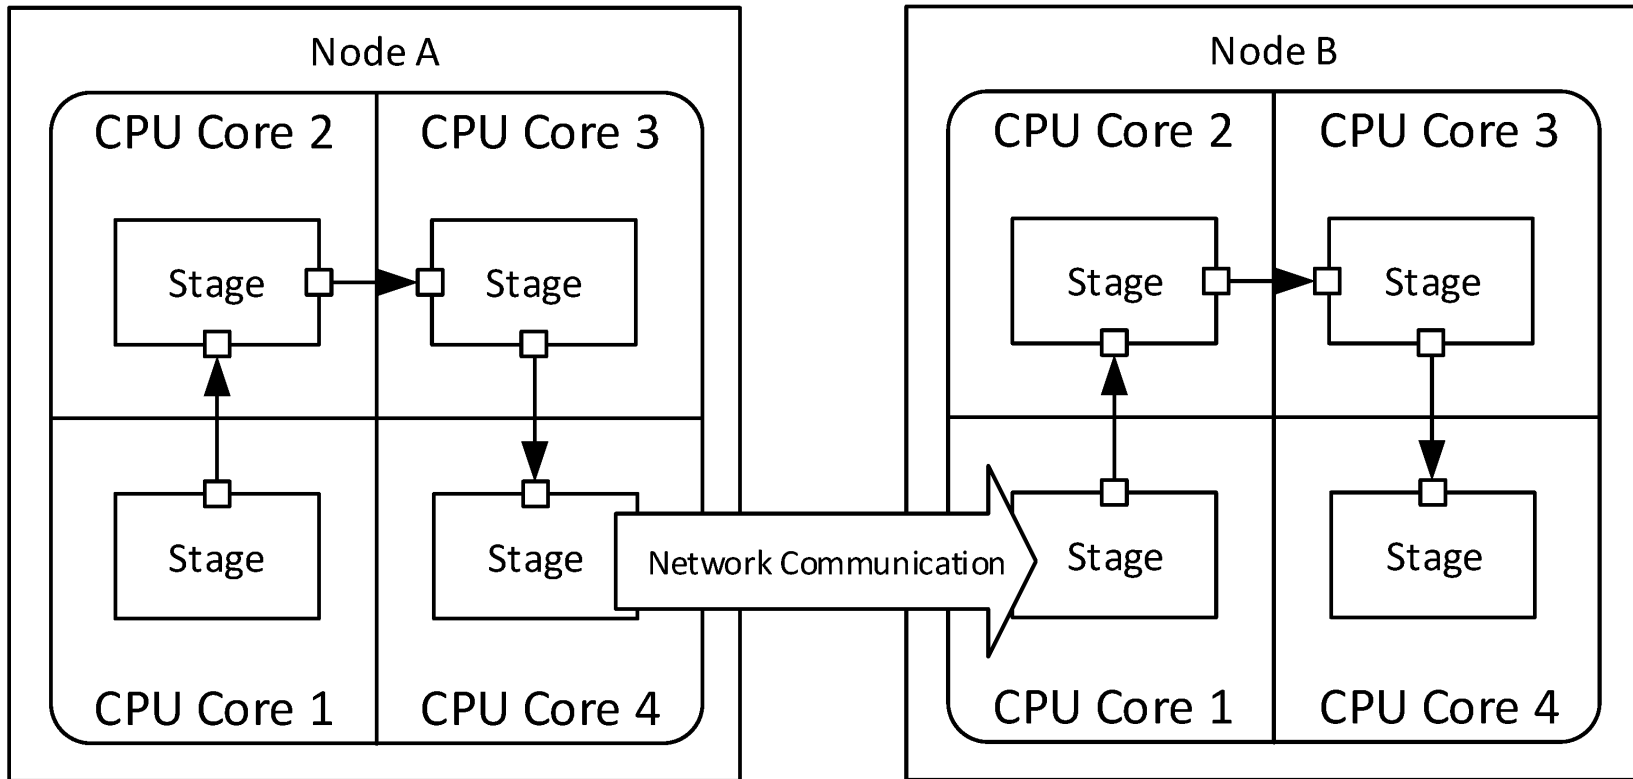 Node A
Node B
CPU Core 2
CPU Core 3
CPU Core 2
CPU Core 3
Stage
Stage
Stage
Stage
Stage
Stage
Network Communication
Stage
Stage
CPU Core 1
CPU Core 4
CPU Core 1
CPU Core 4